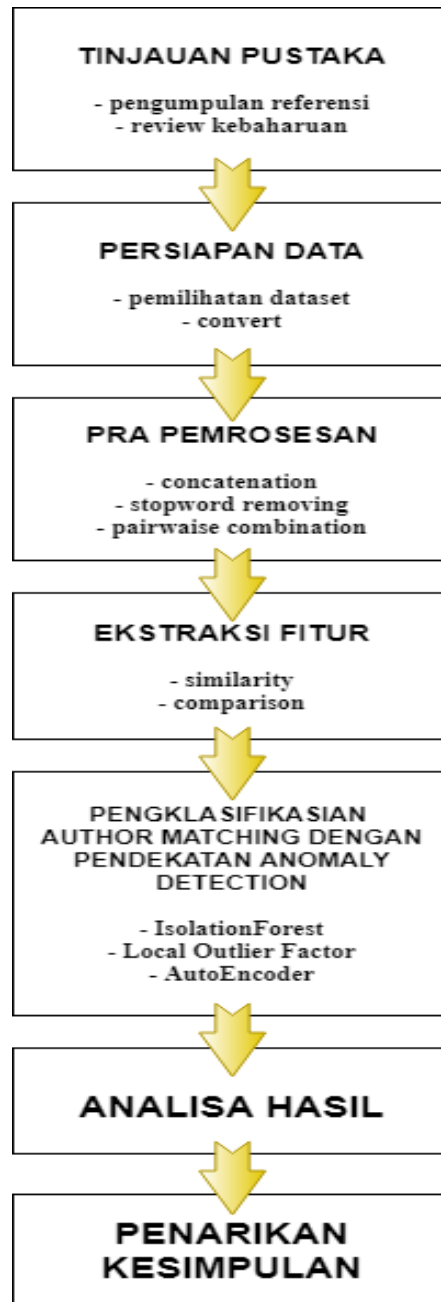 TINJAUAN PUSTAKA
- pengumpulan referensi
- review kebaharuan
PERSIAPAN DATA
- pemilihatan dataset
- convert
PRA PEMROSESAN
- concatenation
- stopword removing
- pairwaise combination
EKSTRAKSI FITUR
- similarity
- comparison
PENGKLASIFIKASIAN
AUTHOR MATCHING DENGAN
PENDEKATAN ANOMALY
DETECTION
- IsolationForest
- Local Outlier Factor
- AutoEncoder
ANALISA HASIL
PENARIKAN
KESIMPULAN